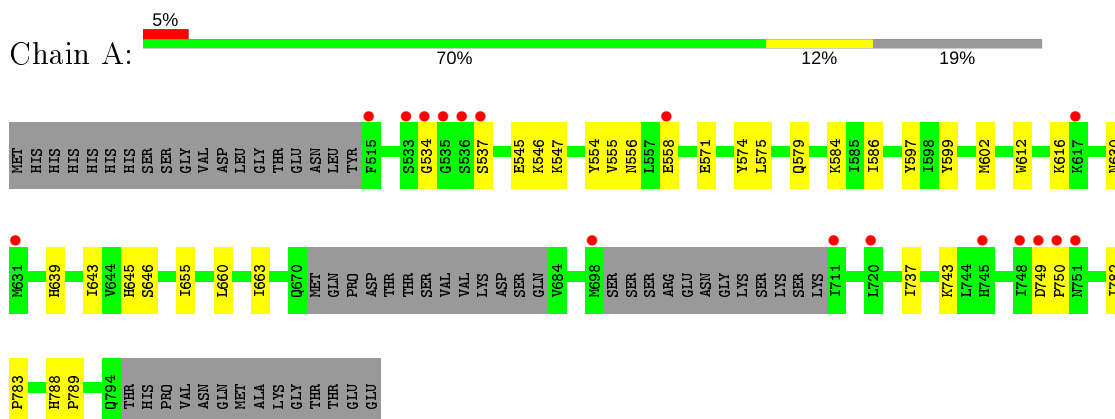 5%
Chain A:
70% 12% 19%
MET HIS HIS HIS HIS HIS HIS SER SER GLY VAL ASP LEU GLY THR GLU ASN LEU TYR F515 S533 G534 G535 S536 S537 E545 K546 K547 Y554 V555 N556 L557 E558 E571 Y574 L575 Q579 K584 I585 I586 Y597 I598 Y599 M602 W612 K616 K617 N630
M631 H639 I643 V644 H645 S646 I655 L660 I663 Q670 MET GLN PRO ASP THR THR SER VAL VAL LYS ASP SER GLN V684 M698 SER SER SER ARG GLU ASN GLY LYS SER LYS SER LYS I711 L720 I737 K743 L744 H745 I748 D749 P750 N751 I782
P783 H788 P789 Q794 THR HIS PRO VAL ASN GLN MET ALA LYS GLY THR THR GLU GLU